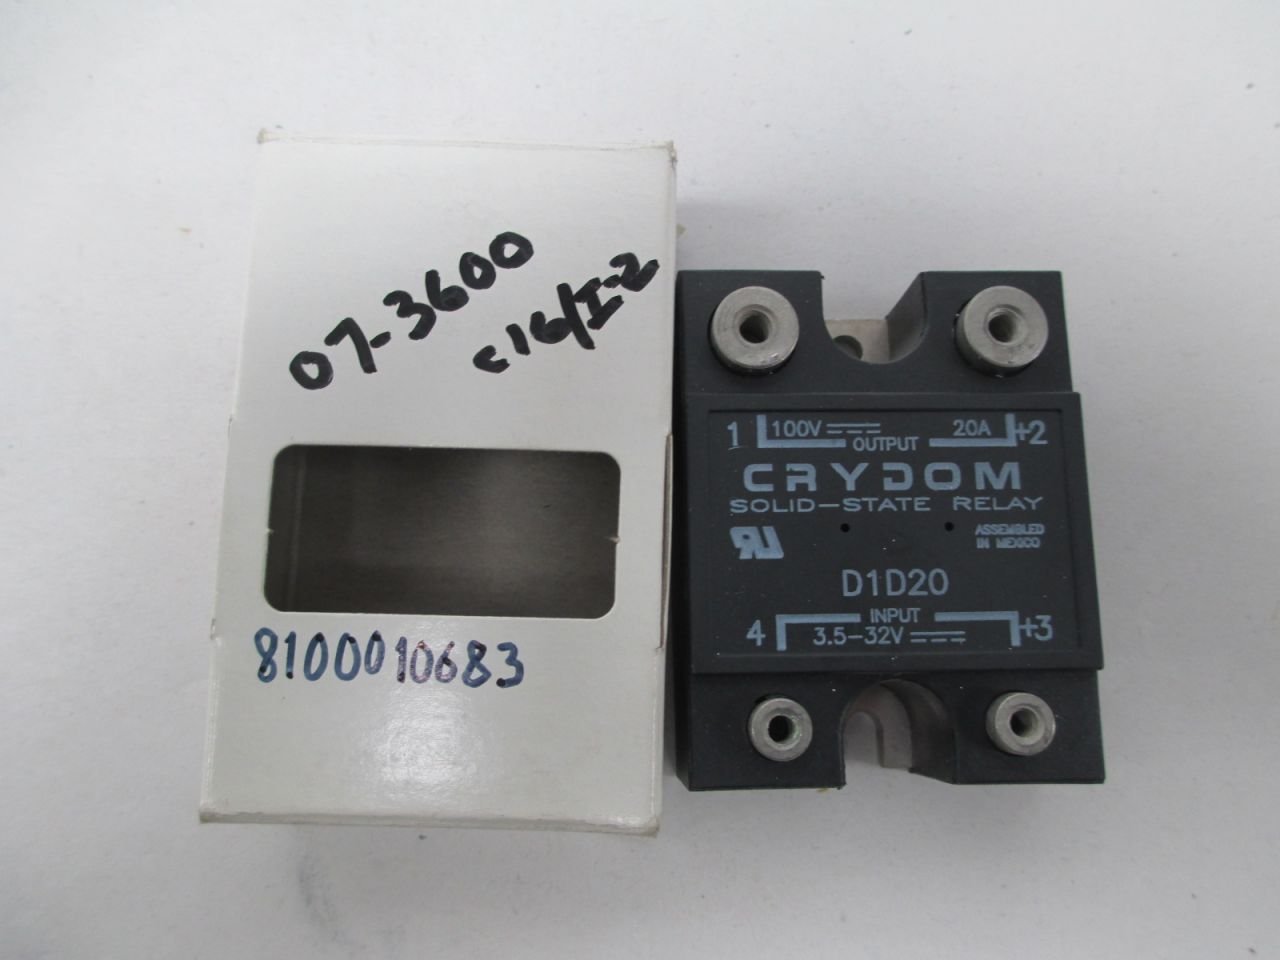 07-3600
C16/I-2
8100010683
1 100V 20A +2
OUTPUT
CRYDOM
SOLID-STATE RELAY
RU
ASSEMBLED
IN MEXICO
D1D20
INPUT
4 3.5-32V +3